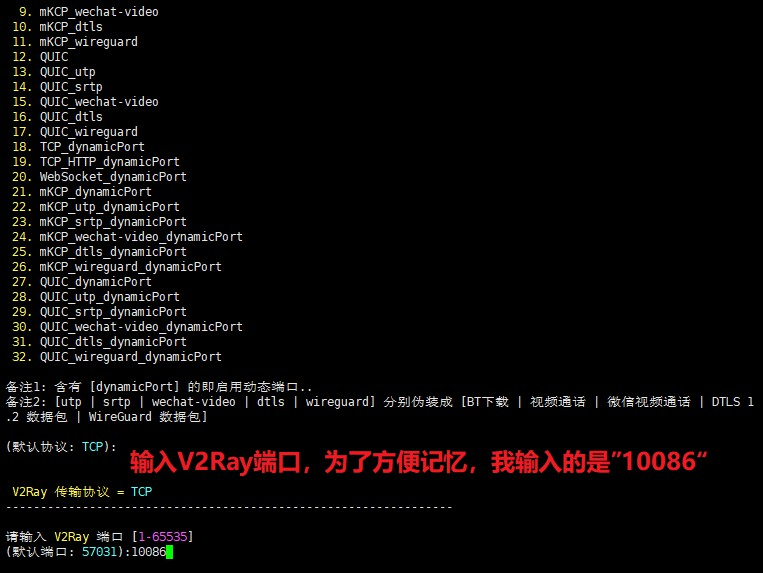 9. mKCP_wechat-video
10. mKCP_dtls
11. mKCP_wireguard
12. QUIC
13. QUIC_utp
14. QUIC_srtp
15. QUIC_wechat-video
16. QUIC_dtls
17. QUIC_wireguard
18. TCP_dynamicPort
19. TCP_HTTP_dynamicPort
20. WebSocket_dynamicPort
21. mKCP_dynamicPort
22. mKCP_utp_dynamicPort
23. mKCP_srtp_dynamicPort
24. mKCP_wechat-video_dynamicPort
25. mKCP_dtls_dynamicPort
26. mKCP_wireguard_dynamicPort
27. QUIC_dynamicPort
28. QUIC_utp_dynamicPort
29. QUIC_srtp_dynamicPort
30. QUIC_wechat-video_dynamicPort
31. QUIC_dtls_dynamicPort
32. QUIC_wireguard_dynamicPort
备注1: 含有 [dynamicPort] 的即启用动态端口..
备注2: [utp | srtp | wechat-video | dtls | wireguard] 分别伪装成 [BT下载 | 视频通话 | 微信视频通话 | DTLS 1
.2 数据包 | WireGuard 数据包]
(默认协议: TCP):
输入V2Ray端口，为了方便记忆，我输入的是”10086“
V2Ray 传输协议 = TCP
----------------------------------------------------------------
请输入 V2Ray 端口 [1-65535]
(默认端口: 57031):10086